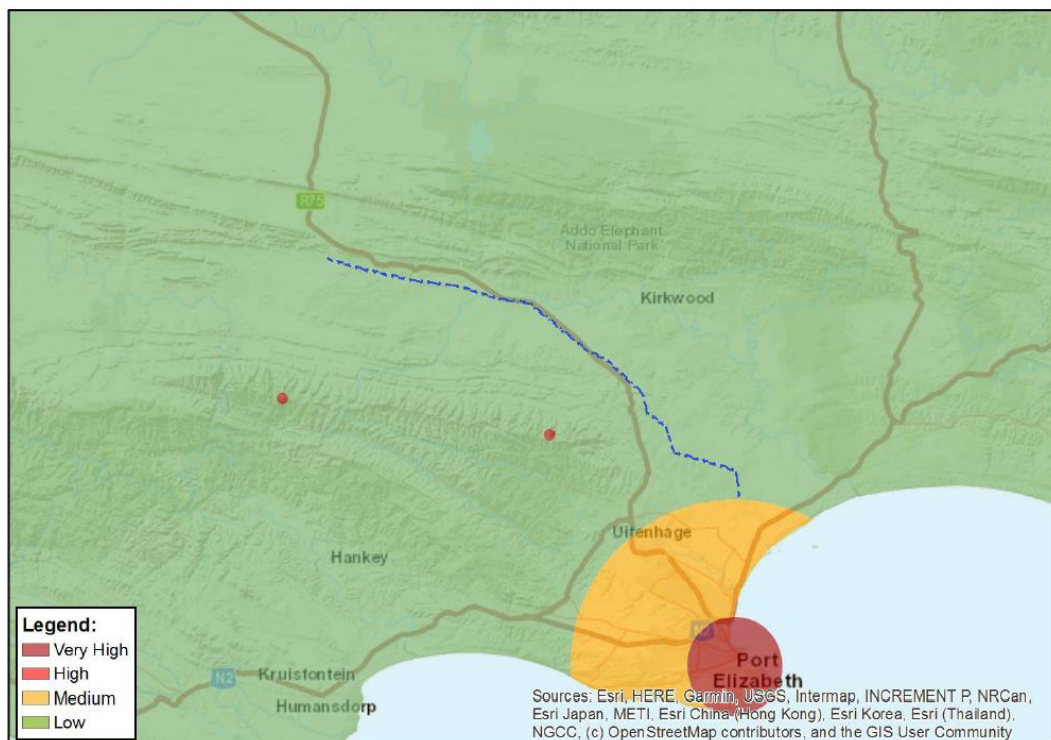 R75
Addo Elephant
National Park
Kirkwood
Uitenhage
Hankey
N2
Port
Elizabeth
N2
Kruisfontein
Humansdorp
Legend:
Very High
High
Medium
Low
Sources: Esri, HERE, Garmin, USGS, Intermap, INCREMENT P, NRCan,
Esri Japan, METI, Esri China (Hong Kong), Esri Korea, Esri (Thailand),
NGCC, (c) OpenStreetMap contributors, and the GIS User Community